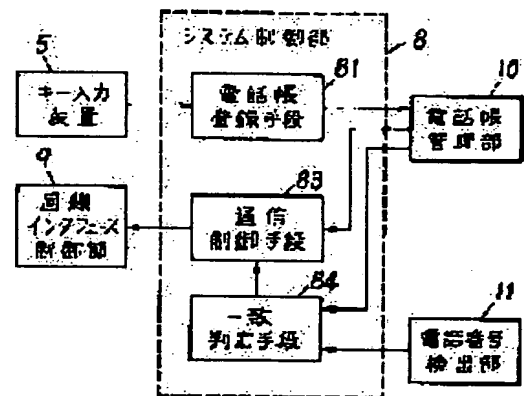 システム制御部
8
5
キー入力
装置
81
電話帳
登録手段
10
電話帳
管理部
9
回線
インタフェース
制御部
83
通信
制御手段
84
一致
判定手段
11
電話番号
検出部